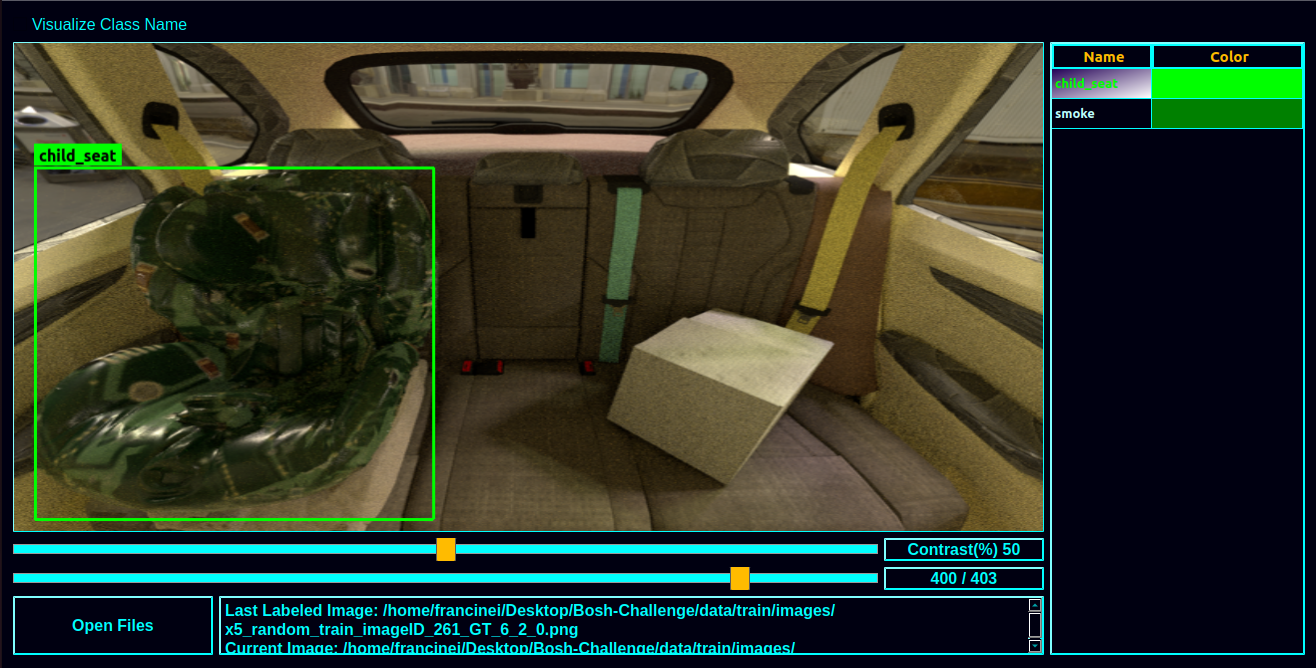 Visualize Class Name
Name
Color
child_seat
child_seat
smoke
Contrast(%) 50
400 / 403
Open Files
Last Labeled Image: /home/francinei/Desktop/Bosh-Challenge/data/train/images/
x5_random_train_imageID_261_GT_6_2_0.png
Current Image: /home/francinei/Desktop/Bosh-Challenge/data/train/images/